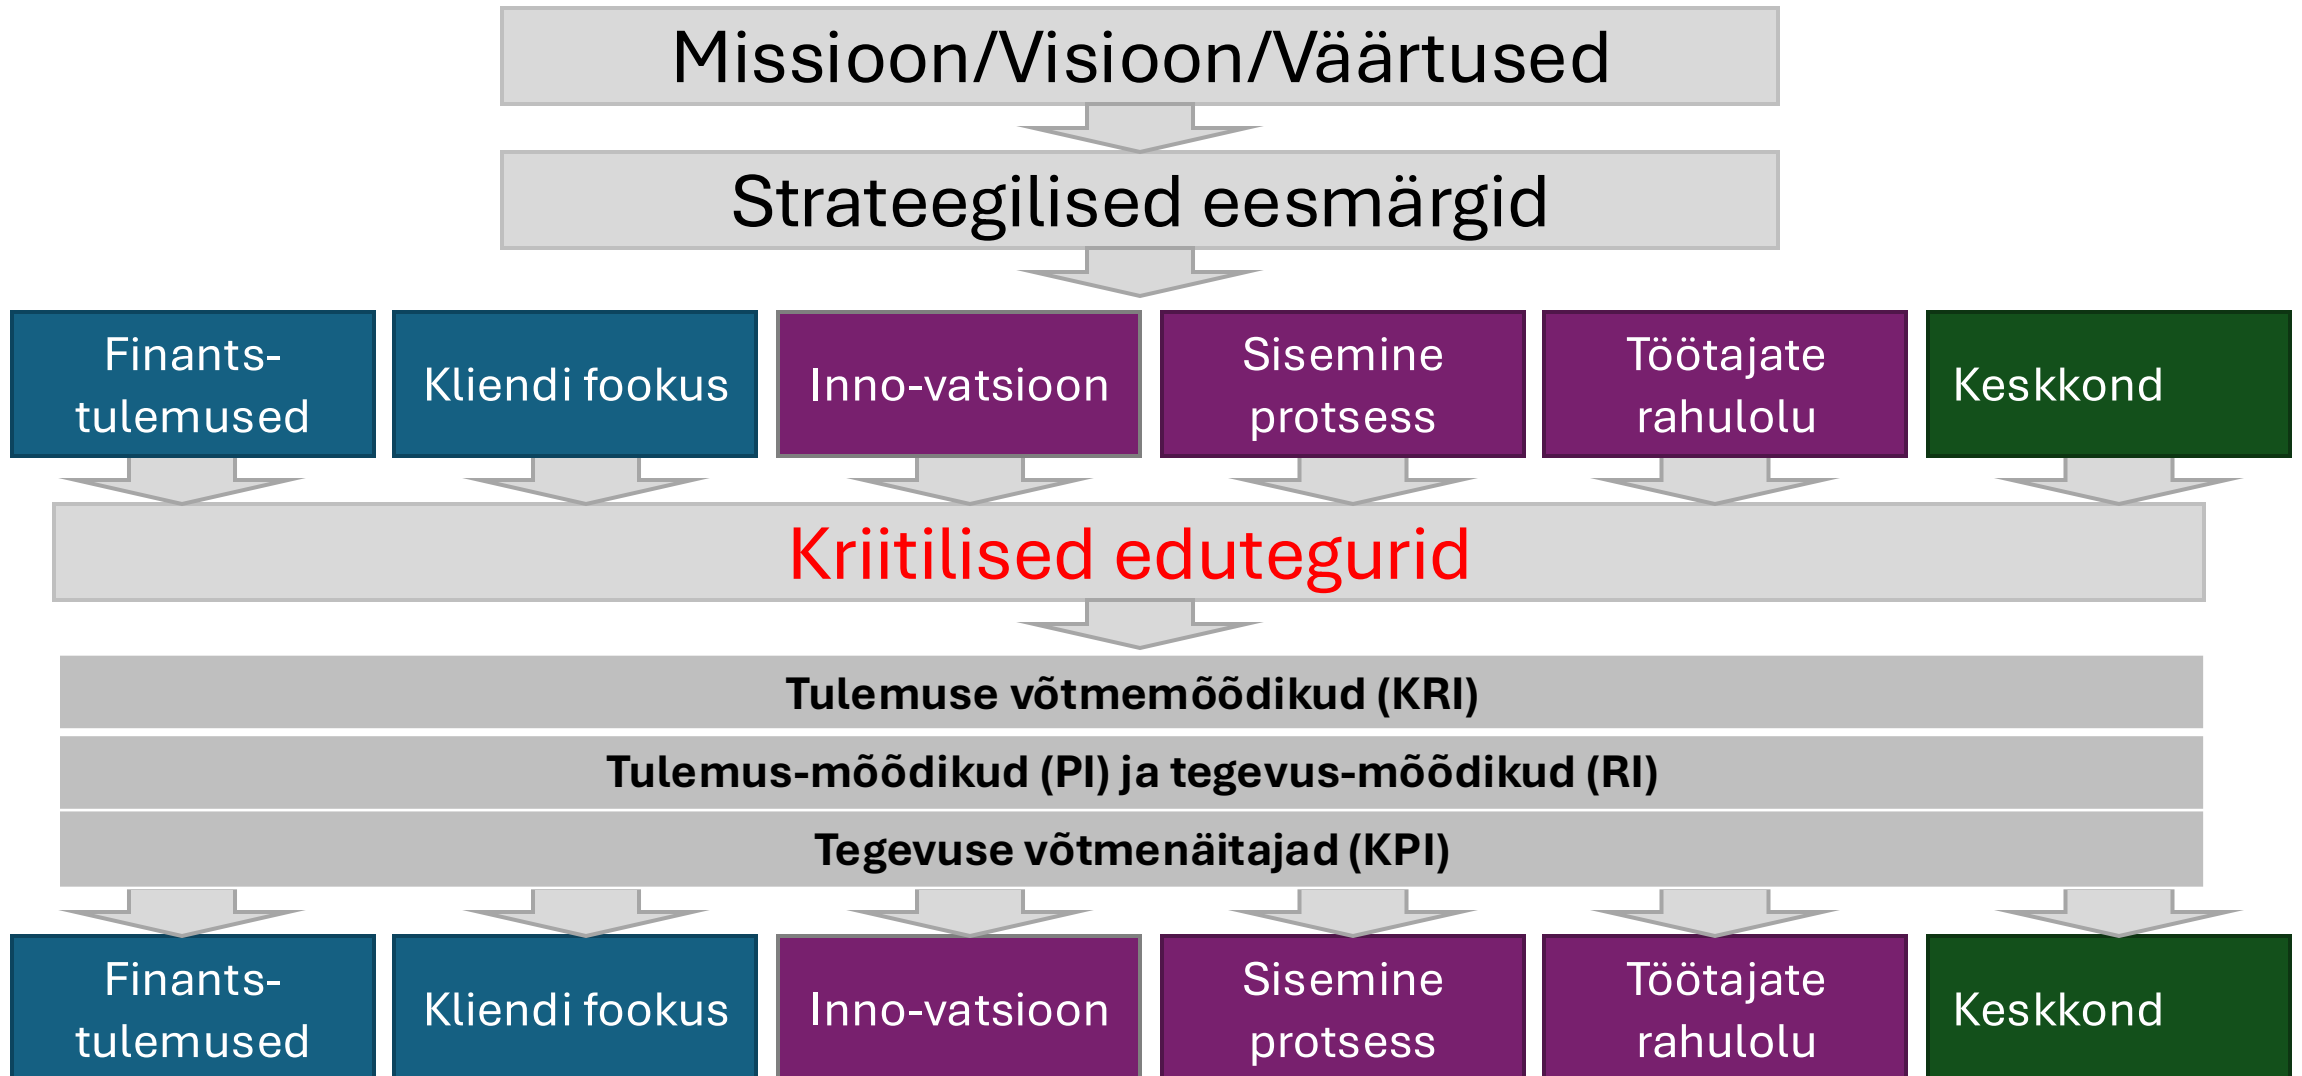 Missioon/Visioon/Väärtused
Strateegilised eesmärgid
Finants-
tulemused
Kliendi fookus
Inno-vatsioon
Sisemine
protsess
Töötajate
rahulolu
Keskkond
Kriitilised edutegurid
Tulemuse võtmemõõdikud (KRI)
Tulemus-mõõdikud (PI) ja tegevus-mõõdikud (RI)
Tegevuse võtmenäitajad (KPI)
Finants-
tulemused
Kliendi fookus
Inno-vatsioon
Sisemine
protsess
Töötajate
rahulolu
Keskkond